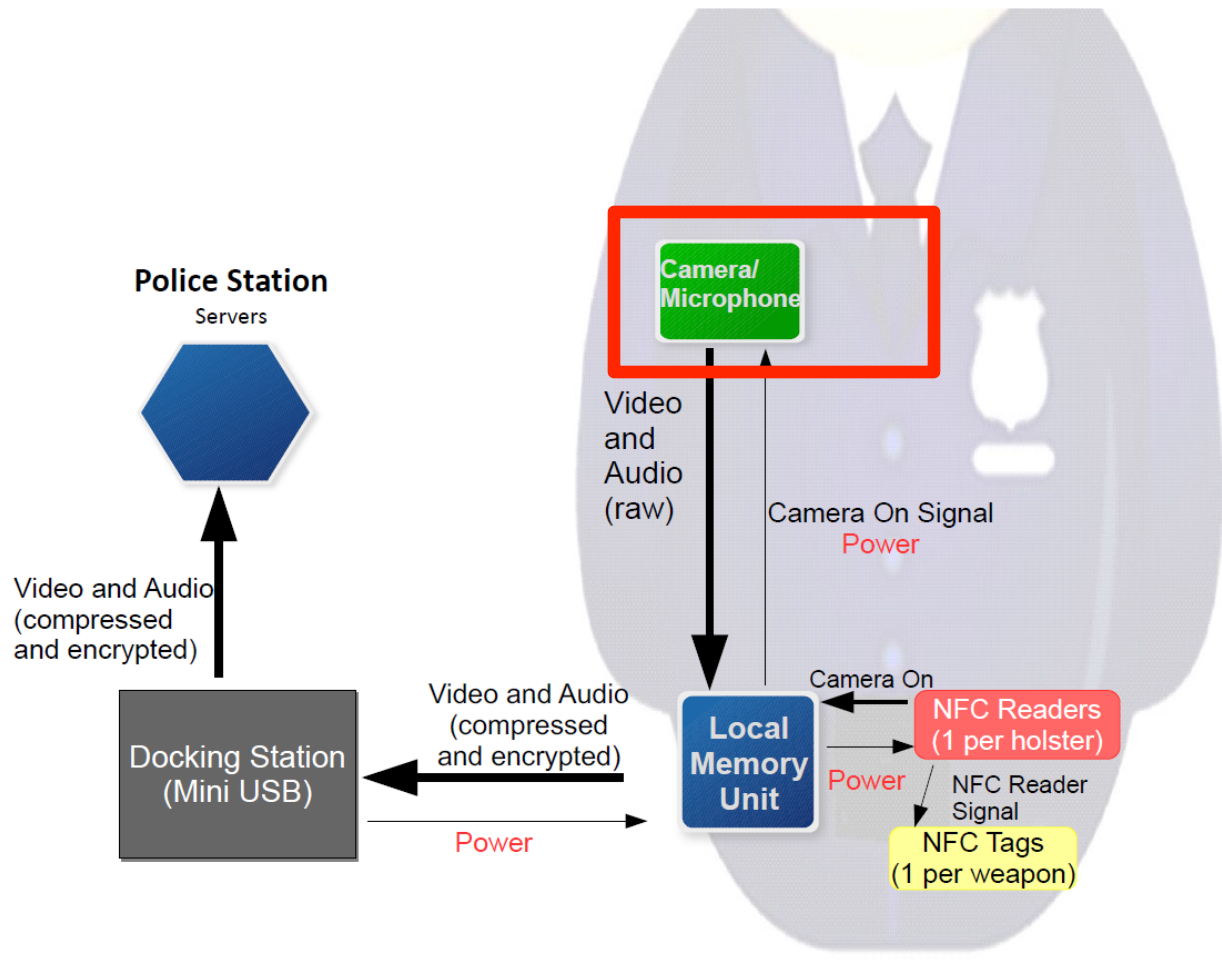 Camera/
Microphone
Police Station
Servers
Video
and
Audio
(raw)
Camera On Signal
Power
Video and Audio
(compressed
and encrypted)
Camera On
Video and Audio
(compressed
and encrypted)
Local
Memory
Unit
NFC Readers
(1 per holster)
Docking Station
(Mini USB)
Power
NFC Reader
Signal
Power
NFC Tags
(1 per weapon)